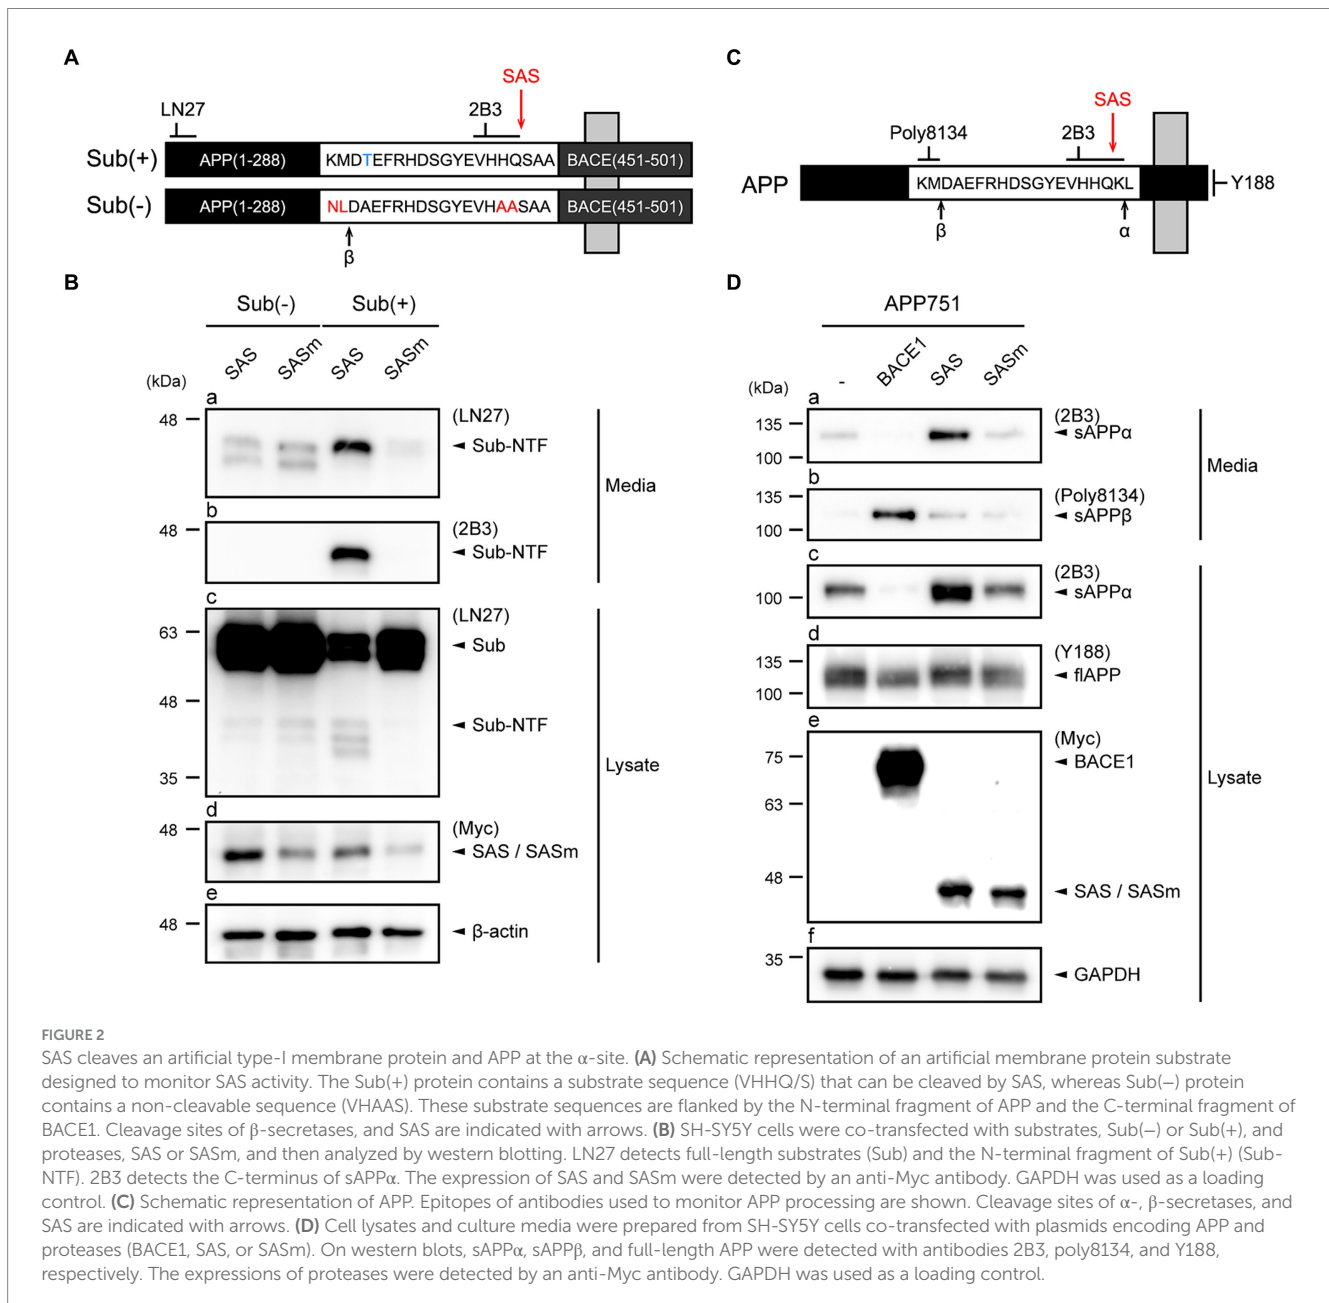 A
SAS
LN27
2B3
Sub(+)
APP(1-288)
KMDTEFRHDSGYEVHHQSAA
BACE(451-501)
Sub(-)
APP(1-288)
NLDAEFRHDSGYEVHAASAA
BACE(451-501)
β
B
Sub(-)
Sub(+)
SAS
SASm
SAS
SASm
(kDa)
a
48
(LN27)
Sub-NTF
b
48
(2B3)
Sub-NTF
Media
c
63
48
35
(LN27)
Sub
Sub-NTF
d
48
(Myc)
SAS / SASm
e
48
β-actin
Lysate
C
SAS
Poly8134
2B3
APP
KMDAEFRHDSGYEVHHQKL
Y188
β
α
D
APP751
-
BACE1
SAS
SASm
(kDa)
a
135
100
(2B3)
sAPPα
b
135
100
(Poly8134)
sAPPβ
Media
c
100
(2B3)
sAPPα
d
135
100
(Y188)
flAPP
e
75
63
48
(Myc)
BACE1
SAS / SASm
f
35
GAPDH
Lysate
FIGURE 2
SAS cleaves an artificial type-I membrane protein and APP at the α-site. (A) Schematic representation of an artificial membrane protein substrate
designed to monitor SAS activity. The Sub(+) protein contains a substrate sequence (VHHQ/S) that can be cleaved by SAS, whereas Sub(−) protein
contains a non-cleavable sequence (VHAAS). These substrate sequences are flanked by the N-terminal fragment of APP and the C-terminal fragment of
BACE1. Cleavage sites of β-secretases, and SAS are indicated with arrows. (B) SH-SY5Y cells were co-transfected with substrates, Sub(−) or Sub(+), and
proteases, SAS or SASm, and then analyzed by western blotting. LN27 detects full-length substrates (Sub) and the N-terminal fragment of Sub(+) (Sub-
NTF). 2B3 detects the C-terminus of sAPPα. The expression of SAS and SASm were detected by an anti-Myc antibody. GAPDH was used as a loading
control. (C) Schematic representation of APP. Epitopes of antibodies used to monitor APP processing are shown. Cleavage sites of α-, β-secretases, and
SAS are indicated with arrows. (D) Cell lysates and culture media were prepared from SH-SY5Y cells co-transfected with plasmids encoding APP and
proteases (BACE1, SAS, or SASm). On western blots, sAPPα, sAPPβ, and full-length APP were detected with antibodies 2B3, poly8134, and Y188,
respectively. The expressions of proteases were detected by an anti-Myc antibody. GAPDH was used as a loading control.